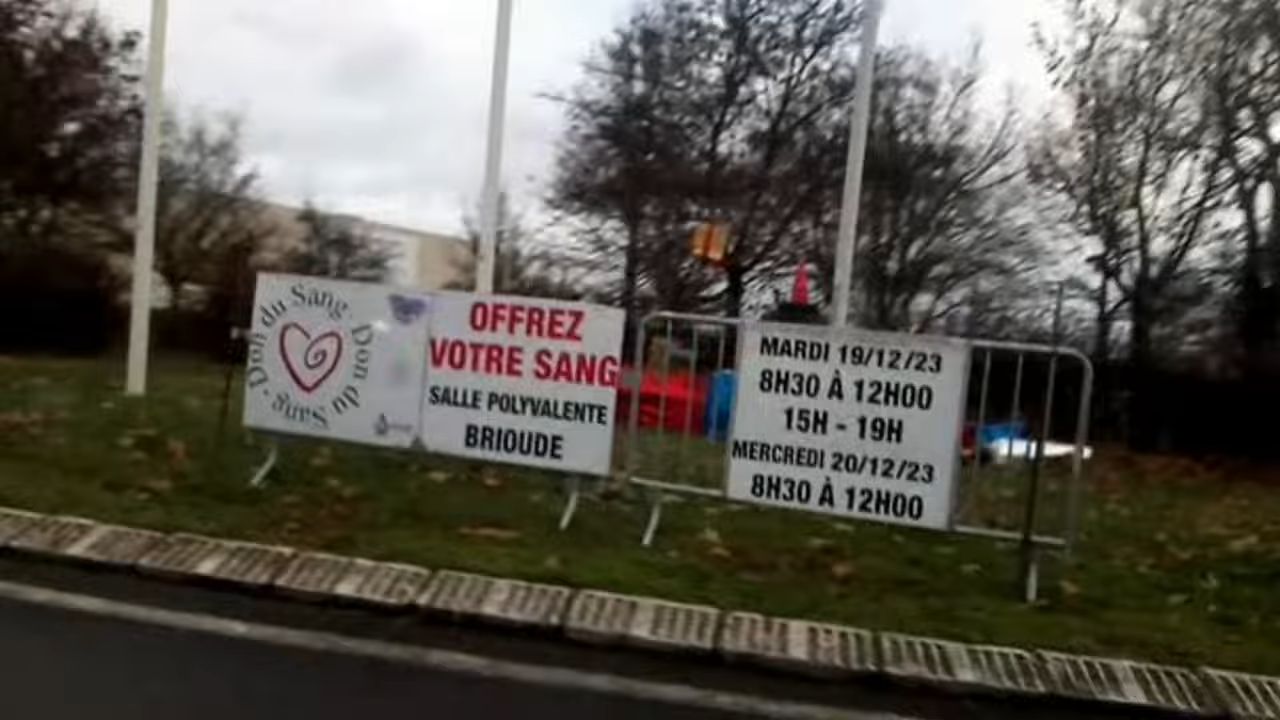 Don du Sang. Don du Sang.
OFFREZ
VOTRE SANG
SALLE POLYVALENTE
BRIOUDE
MARDI 19/12/23
8H30 À 12H00
15H - 19H
MERCREDI 20/12/23
8H30 À 12H00